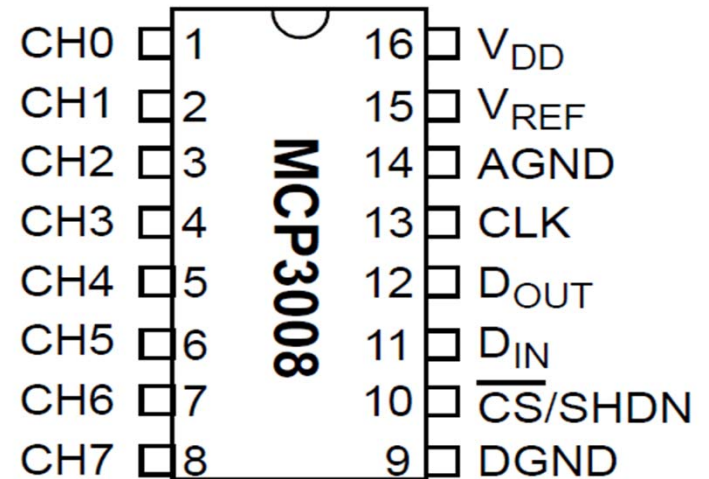 CH0 1 16 VDD
CH1 2 15 VREF
CH2 3 14 AGND
CH3 4 13 CLK
CH4 5 12 DOUT
CH5 6 11 DIN
CH6 7 10 CS/SHDN
CH7 8 9 DGND
MCP3008